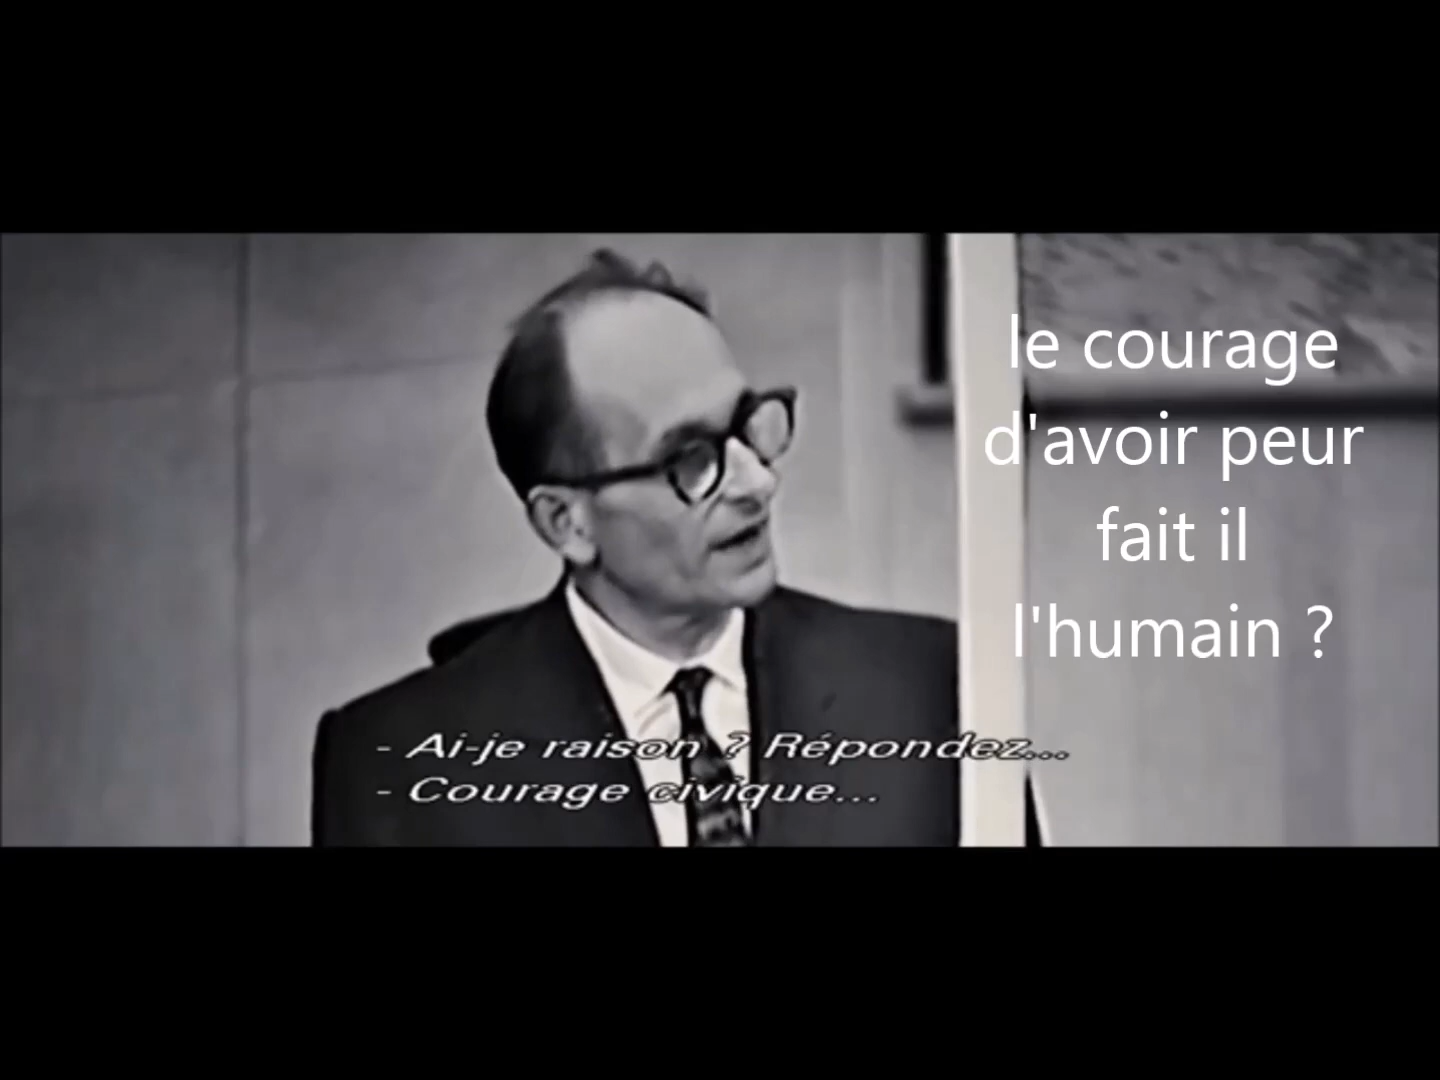 le courage
d'avoir peur
fait il
l'humain ?
- Ai-je raison ? Répondez...
- Courage civique...